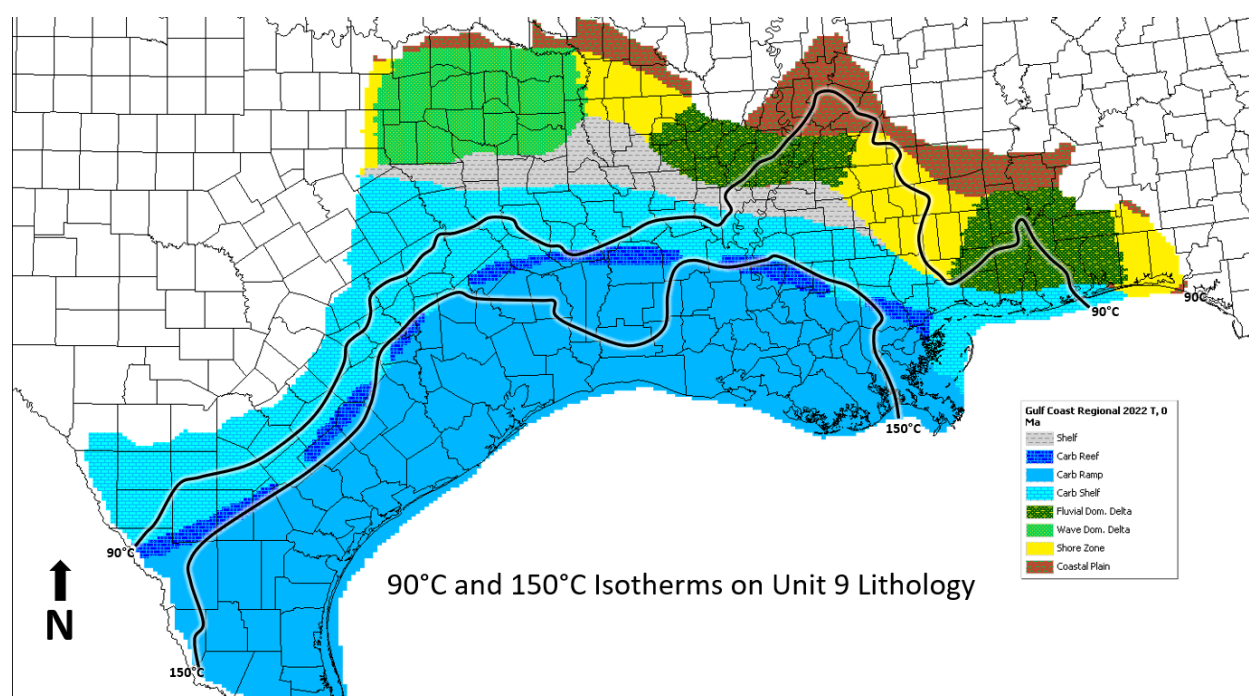 90°C
90°C
Gulf Coast Regional 2022 T, 0
Ma
Shelf
Carb Reef
Carb Ramp
Carb Shelf
Fluvial Dom. Delta
Wave Dom. Delta
Shore Zone
Coastal Plain
150°C
90°C
N
90°C and 150°C Isotherms on Unit 9 Lithology
150°C